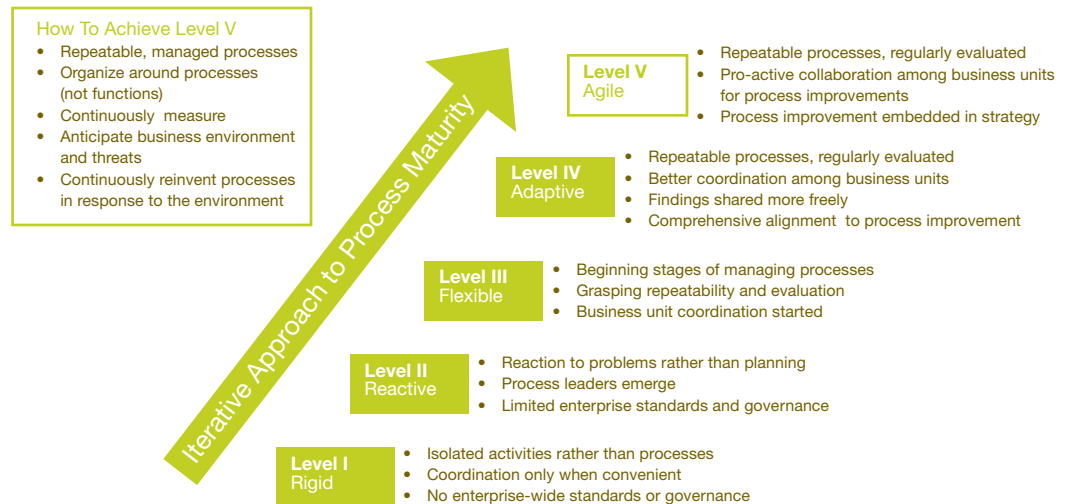 How To Achieve Level V
• Repeatable, managed processes
• Organize around processes
(not functions)
• Continuously measure
• Anticipate business environment
and threats
• Continuously reinvent processes
in response to the environment
Iterative Approach to Process Maturity
Level V
Agile
• Repeatable processes, regularly evaluated
• Pro-active collaboration among business units
for process improvements
• Process improvement embedded in strategy
Level IV
Adaptive
• Repeatable processes, regularly evaluated
• Better coordination among business units
• Findings shared more freely
• Comprehensive alignment to process improvement
Level III
Flexible
• Beginning stages of managing processes
• Grasping repeatability and evaluation
• Business unit coordination started
Level II
Reactive
• Reaction to problems rather than planning
• Process leaders emerge
• Limited enterprise standards and governance
Level I
Rigid
• Isolated activities rather than processes
• Coordination only when convenient
• No enterprise-wide standards or governance